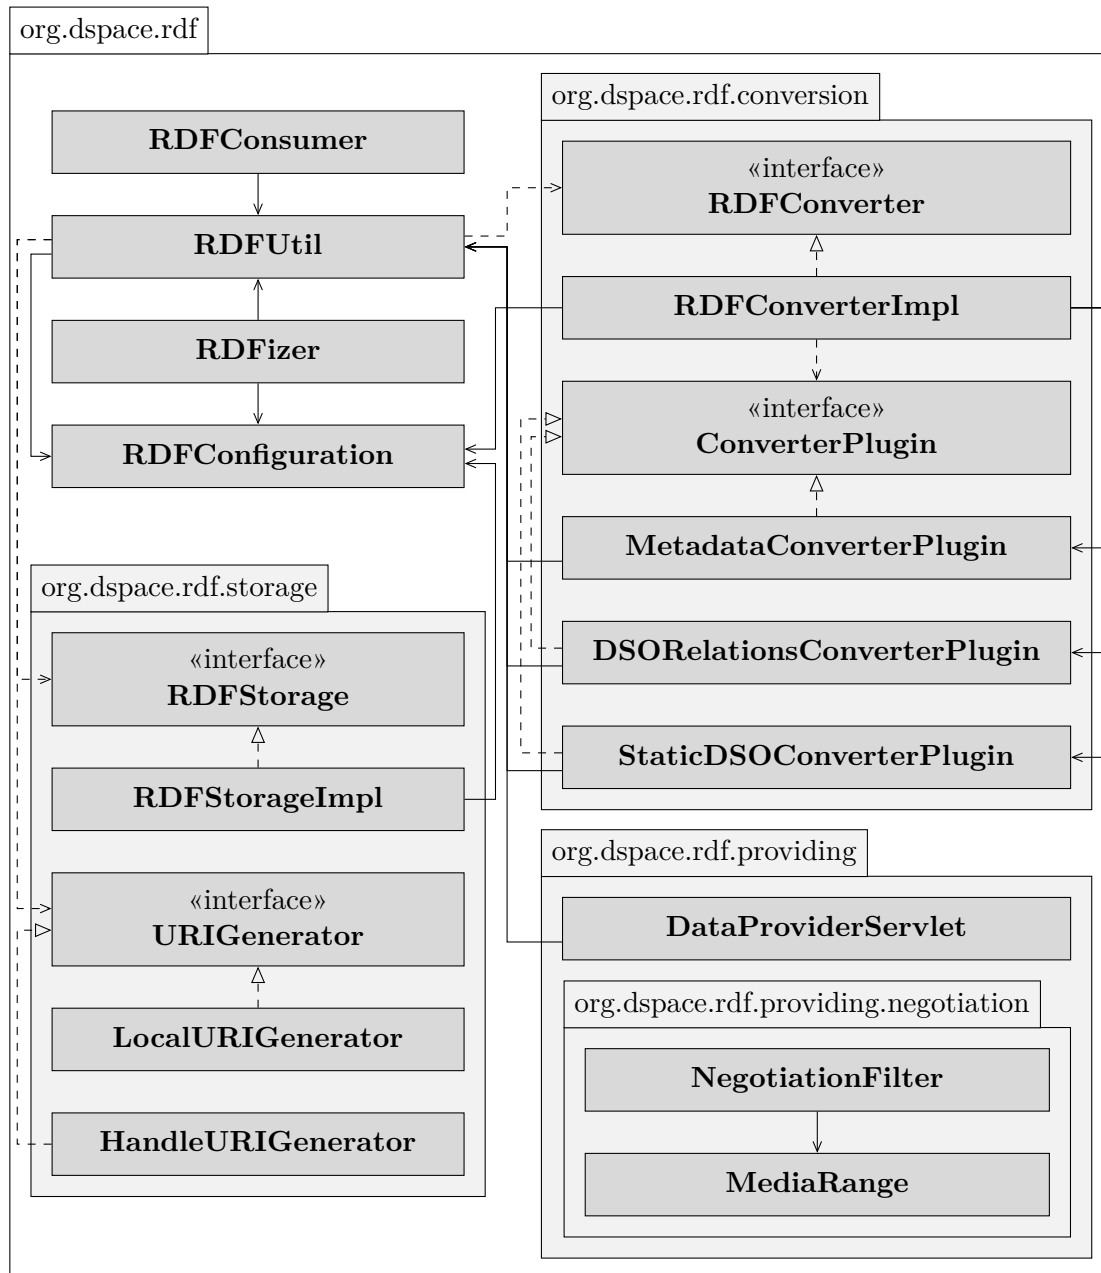 org.dspace.rdf
RDFConsumer
RDFUtil
RDFizer
RDFConfiguration
org.dspace.rdf.storage
«interface»
RDFStorage
RDFStorageImpl
«interface»
URIGenerator
LocalURIGenerator
HandleURIGenerator
org.dspace.rdf.conversion
«interface»
RDFConverter
RDFConverterImpl
«interface»
ConverterPlugin
MetadataConverterPlugin
DSORelationsConverterPlugin
StaticDSOConverterPlugin
org.dspace.rdf.providing
DataProviderServlet
org.dspace.rdf.providing.negotiation
NegotiationFilter
MediaRange